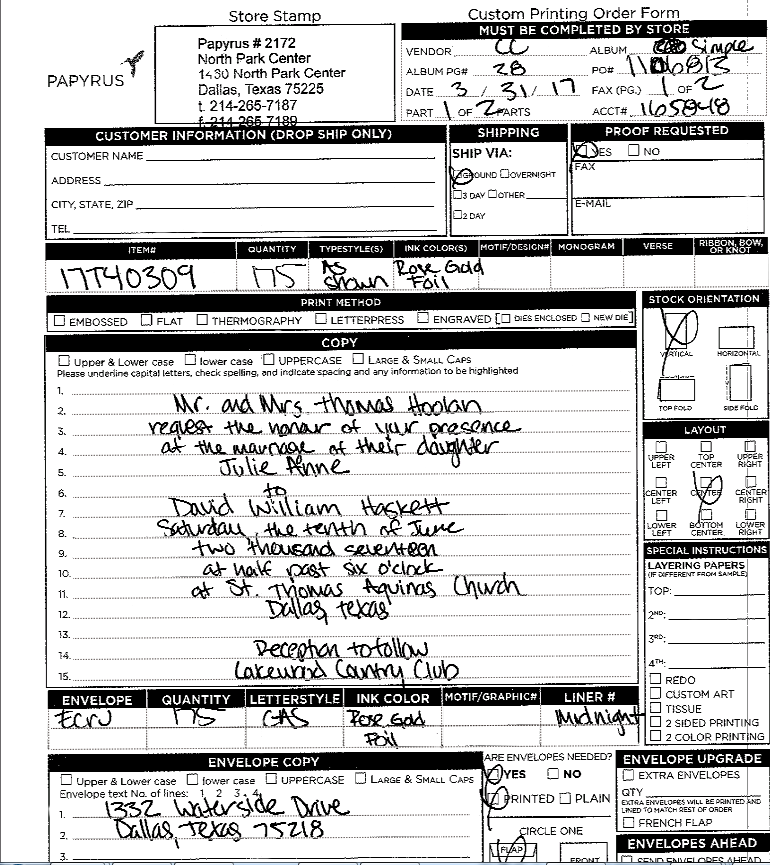 Store Stamp
Custom Printing Order Form
PAPYRUS
Papyrus # 2172
North Park Center
1430 North Park Center
Dallas, Texas 75225
t. 214-265-7187
f. 214-265-7189
MUST BE COMPLETED BY STORE
VENDOR CC ALBUM Simple
ALBUM PG# 28 PO#
DATE 3 / 31 / 17 FAX (PG.) 1 OF 2
PART 1 OF 2 PARTS ACCT# 165848
CUSTOMER INFORMATION (DROP SHIP ONLY)
CUSTOMER NAME
ADDRESS
CITY, STATE, ZIP
TEL
SHIPPING
SHIP VIA:
GROUND OVERNIGHT
3 DAY OTHER
2 DAY
PROOF REQUESTED
YES NO
FAX
E-MAIL
ITEM# QUANTITY TYPESTYLE(S) INK COLOR(S) MOTIF/DESIGN# MONOGRAM VERSE RIBBON, BOW, OR KNOT
17T40309 175 As Shown Rose Gold Foil
PRINT METHOD
EMBOSSED FLAT THERMOGRAPHY LETTERPRESS ENGRAVED [ DIES ENCLOSED NEW DIE]
STOCK ORIENTATION
VERTICAL HORIZONTAL
TOP FOLD SIDE FOLD
COPY
Upper & Lower case lower case UPPERCASE LARGE & SMALL CAPS
Please underline capital letters, check spelling, and indicate spacing and any information to be highlighted
1.
2. Mr. and Mrs. Thomas Hoolan
3. request the honour of your presence
4. at the marriage of their daughter
5. Julie Anne
6. to
7. David William Haskett
8. Saturday, the tenth of June
9. two thousand seventeen
10. at half past six o'clock
11. at St. Thomas Aquinas Church
12. Dallas, Texas
13.
14. Reception to follow
15. Lakewood Country Club
LAYOUT
UPPER LEFT TOP CENTER UPPER RIGHT
CENTER LEFT CENTER CENTER RIGHT
LOWER LEFT BOTTOM CENTER LOWER RIGHT
SPECIAL INSTRUCTIONS
LAYERING PAPERS
(IF DIFFERENT FROM SAMPLE)
TOP:
2ND:
3RD:
4TH:
REDO
CUSTOM ART
TISSUE
2 SIDED PRINTING
2 COLOR PRINTING
ENVELOPE QUANTITY LETTERSTYLE INK COLOR MOTIF/GRAPHIC# LINER #
Ecru 175 GAS Rose Gold Foil Midnight
ENVELOPE COPY
Upper & Lower case lower case UPPERCASE LARGE & SMALL CAPS
Envelope text No. of lines: 1 2 3 4
1. 1332 Waterside Drive
2. Dallas, Texas 75218
3.
ARE ENVELOPES NEEDED?
YES NO
PRINTED PLAIN
CIRCLE ONE
FLAP FRONT
ENVELOPE UPGRADE
EXTRA ENVELOPES
QTY
EXTRA ENVELOPES WILL BE PRINTED AND LINED TO MATCH REST OF ORDER
FRENCH FLAP
ENVELOPES AHEAD
SEND ENVELOPES AHEAD